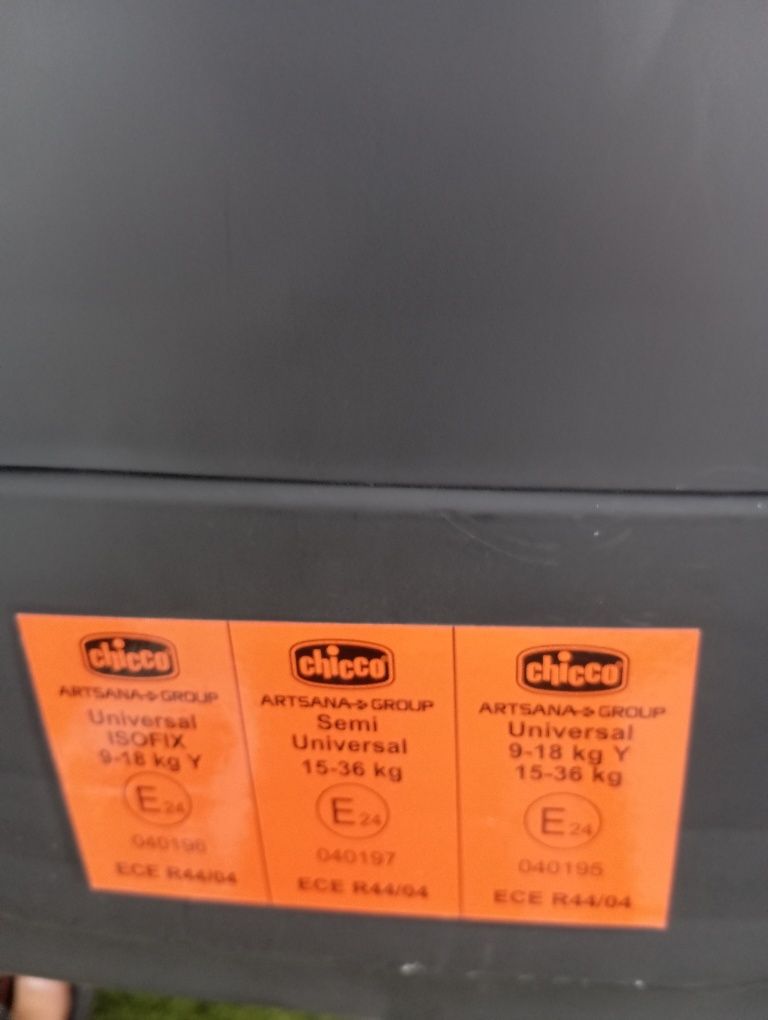 chicco
ARTSANA GROUP
Universal
ISOFIX
9-18 kg Y
E24
040196
ECE R44/04
chicco
ARTSANA GROUP
Semi
Universal
15-36 kg
E24
040197
ECE R44/04
chicco
ARTSANA GROUP
Universal
9-18 kg Y
15-36 kg
E24
040195
ECE R44/04